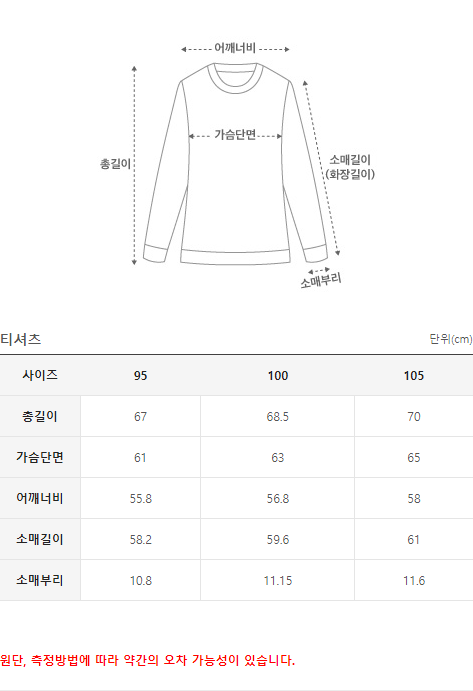 어깨너비
가슴단면
총길이
소매길이
(화장길이)
소매부리
티셔츠 단위(cm)
사이즈 95 100 105
총길이 67 68.5 70
가슴단면 61 63 65
어깨너비 55.8 56.8 58
소매길이 58.2 59.6 61
소매부리 10.8 11.15 11.6
원단, 측정방법에 따라 약간의 오차 가능성이 있습니다.